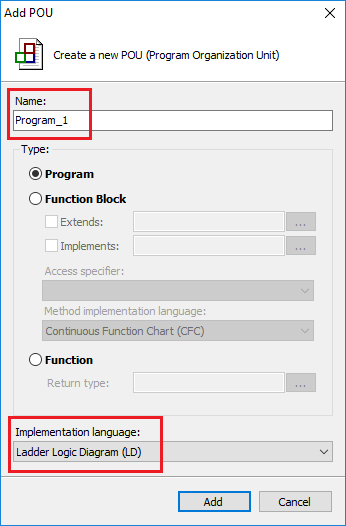 Add POU
Create a new POU (Program Organization Unit)
Name:
Program_1
Type:
Program
Function Block
Extends:
...
Implements:
...
Access specifier:
Method implementation language:
Continuous Function Chart (CFC)
Function
Return type:
...
Implementation language:
Ladder Logic Diagram (LD)
Add Cancel